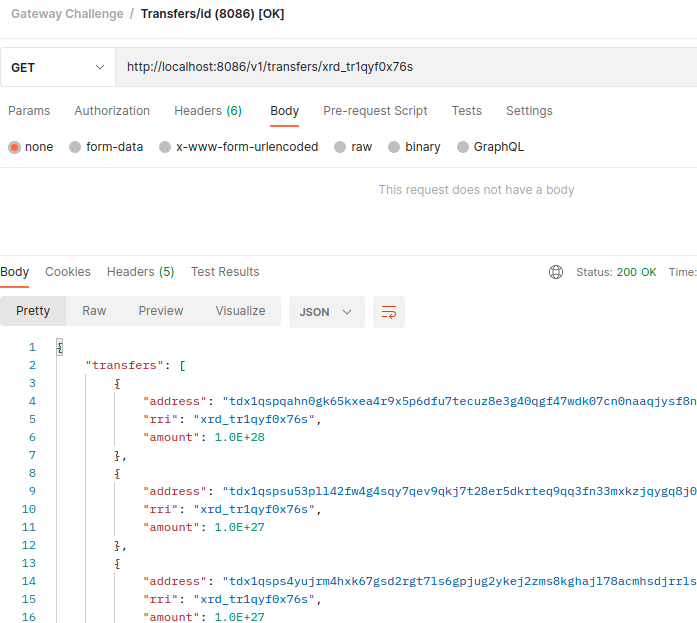 Gateway Challenge / Transfers/id (8086) [OK]
GET http://localhost:8086/v1/transfers/xrd_tr1qyf0x76s
Params Authorization Headers (6) Body Pre-request Script Tests Settings
none form-data x-www-form-urlencoded raw binary GraphQL
This request does not have a body
Body Cookies Headers (5) Test Results Status: 200 OK Time:
Pretty Raw Preview Visualize JSON
1 {
2 "transfers": [
3 {
4 "address": "tdx1qspqahn0gk65kxea4r9x5p6dfu7tecuz8e3g40qgf47wdk07cn0naaqjysf8n
5 "rri": "xrd_tr1qyf0x76s",
6 "amount": 1.0E+28
7 },
8 {
9 "address": "tdx1qspsu53pll42fw4g4sqy7qev9qkj7t28er5dkrteq9qq3fn33mxkzjqygq8j0
10 "rri": "xrd_tr1qyf0x76s",
11 "amount": 1.0E+27
12 },
13 {
14 "address": "tdx1qsps4yujrm4hxk67gsd2rgt7ls6gpjug2ykej2zms8kghajl78acmhsdjrrls
15 "rri": "xrd_tr1qyf0x76s",
16 "amount": 1.0E+27